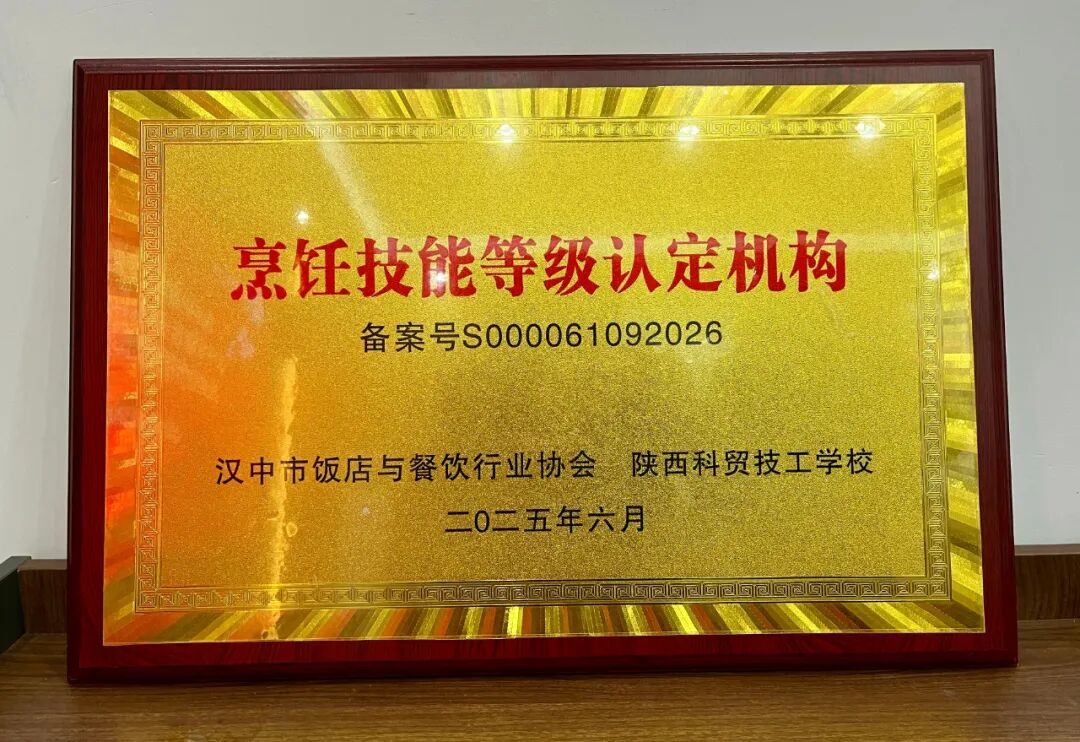 烹饪技能等级认定机构
备案号S000061092026
汉中市饭店与餐饮行业协会 陕西科贸技工学校
二0二五年六月